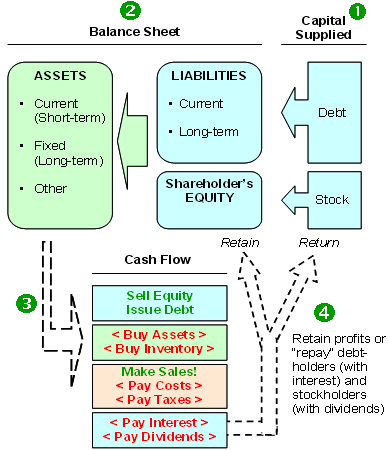 2
1
Balance Sheet
Capital
Supplied
ASSETS
• Current
(Short-term)
• Fixed
(Long-term)
• Other
LIABILITIES
• Current
• Long-term
Shareholder's
EQUITY
Debt
Stock
Retain
Return
Cash Flow
3
Sell Equity
Issue Debt
< Buy Assets >
< Buy Inventory >
Make Sales!
< Pay Costs >
< Pay Taxes >
< Pay Interest >
< Pay Dividends >
4
Retain profits or
"repay" debt-
holders (with
interest) and
stockholders
(with dividends)